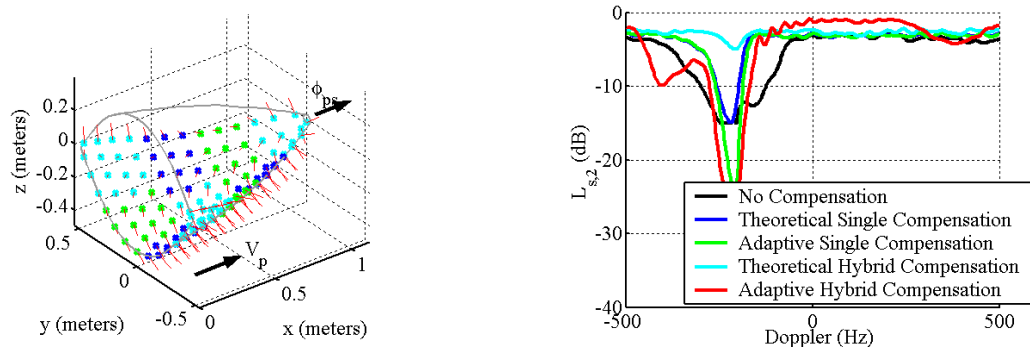 0.2
0
-0.2
-0.4
z (meters)
0.5
0
-0.5
y (meters)
0
0.5
1
x (meters)
ϕps
Vp
0
-10
-20
-30
-40
Ls,2 (dB)
No Compensation
Theoretical Single Compensation
Adaptive Single Compensation
Theoretical Hybrid Compensation
Adaptive Hybrid Compensation
-500
0
500
Doppler (Hz)